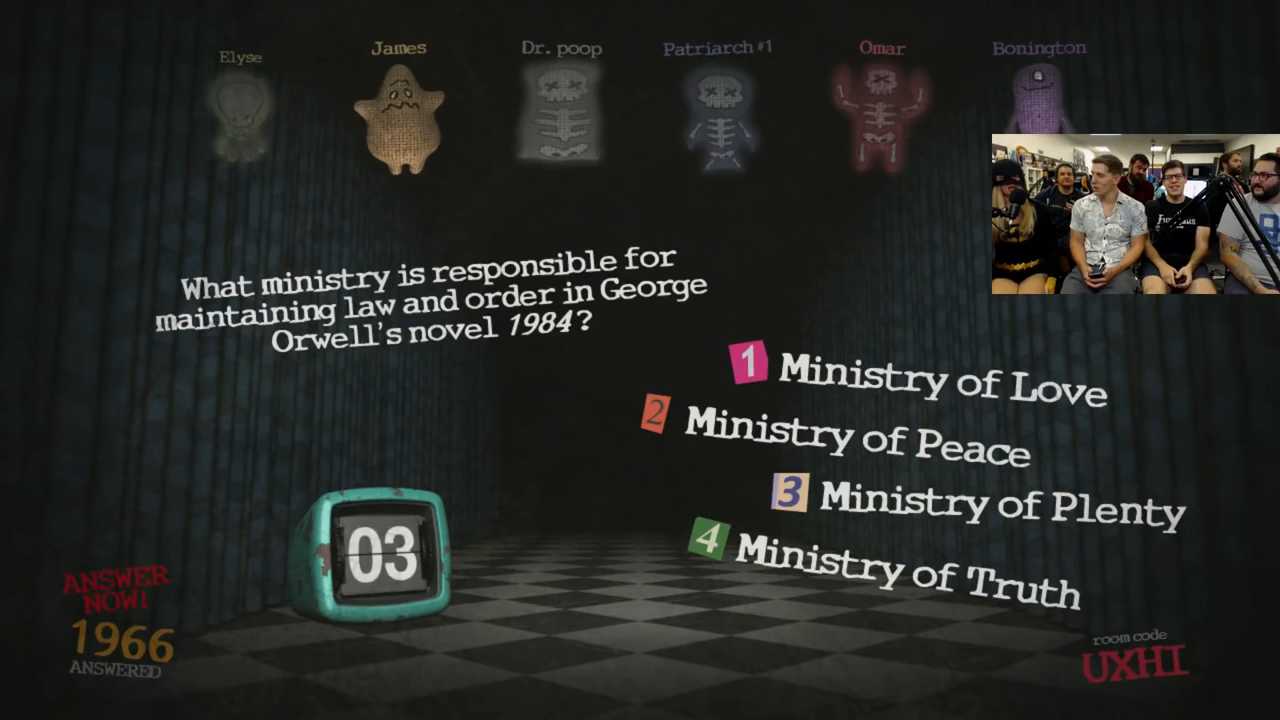 Elyse
James
Dr. poop
Patriarch #1
Omar
Bonington
What ministry is responsible for
maintaining law and order in George
Orwell's novel 1984?
1 Ministry of Love
2 Ministry of Peace
3 Ministry of Plenty
4 Ministry of Truth
03
ANSWER
NOW!
1966
ANSWERED
room code
UXHI